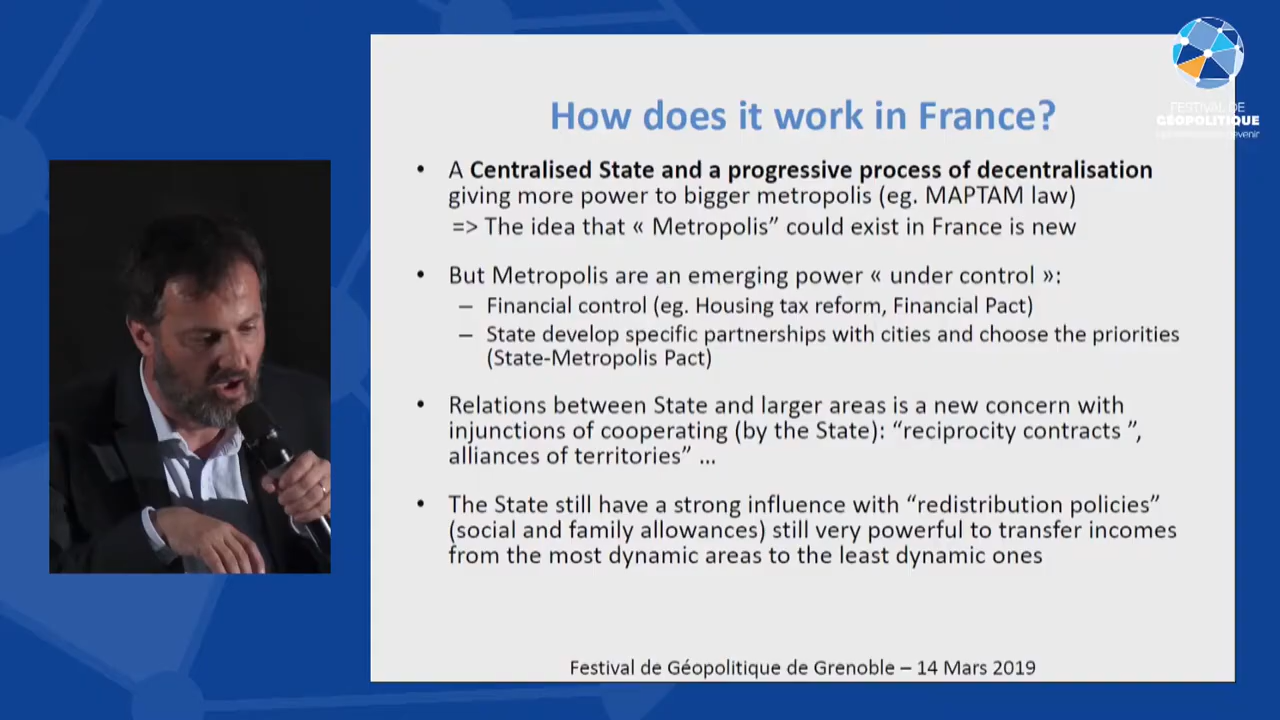 FESTIVAL DE
GÉOPOLITIQUE
How does it work in France?
• A Centralised State and a progressive process of decentralisation
giving more power to bigger metropolis (eg. MAPTAM law)
=> The idea that « Metropolis” could exist in France is new
• But Metropolis are an emerging power « under control »:
– Financial control (eg. Housing tax reform, Financial Pact)
– State develop specific partnerships with cities and choose the priorities
(State-Metropolis Pact)
• Relations between State and larger areas is a new concern with
injunctions of cooperating (by the State): “reciprocity contracts ”,
alliances of territories” ...
• The State still have a strong influence with “redistribution policies”
(social and family allowances) still very powerful to transfer incomes
from the most dynamic areas to the least dynamic ones
Festival de Géopolitique de Grenoble – 14 Mars 2019